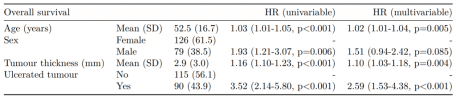 Overall survival HR (univariable) HR (multivariable)
Age (years) Mean (SD) 52.5 (16.7) 1.03 (1.01-1.05, p<0.001) 1.02 (1.01-1.04, p=0.005)
Sex Female 126 (61.5) - -
Male 79 (38.5) 1.93 (1.21-3.07, p=0.006) 1.51 (0.94-2.42, p=0.085)
Tumour thickness (mm) Mean (SD) 2.9 (3.0) 1.16 (1.10-1.23, p<0.001) 1.10 (1.03-1.18, p=0.004)
Ulcerated tumour No 115 (56.1) - -
Yes 90 (43.9) 3.52 (2.14-5.80, p<0.001) 2.59 (1.53-4.38, p<0.001)